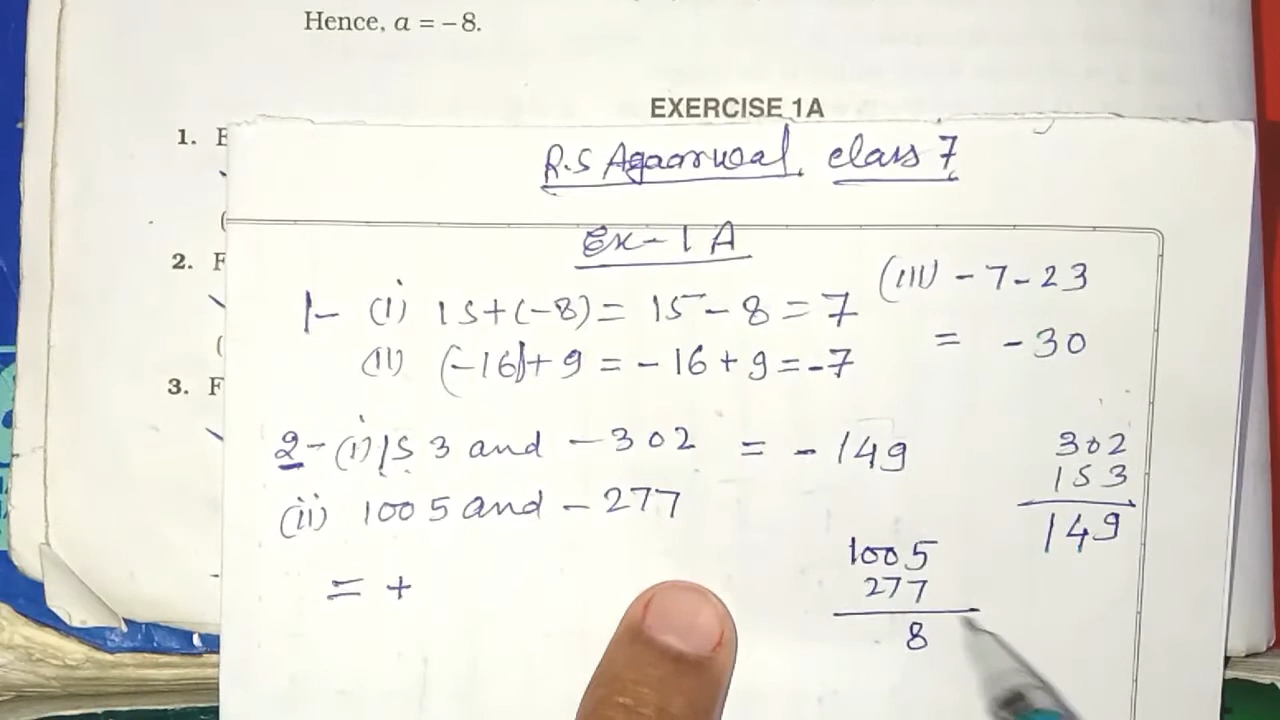 Hence, a = -8.
EXERCISE 1A
1.
2. F
3. F
R.S Agaorwal class 7
Ex-1A
1- (i) 15+(-8) = 15-8 = 7
(ii) (-16)+9 = -16+9 = -7
(iii) -7-23
= -30
2- (i) 153 and -302 = -149
302
153
149
(ii) 1005 and -277
= +
1005
277
8